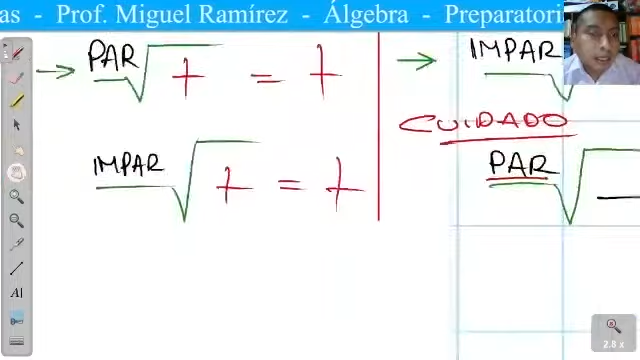 as - Prof. Miguel Ramírez - Álgebra - Preparatori
PAR √+ = +
IMPAR √+ = +
IMPAR √
CUIDADO
PAR √
2.8 x